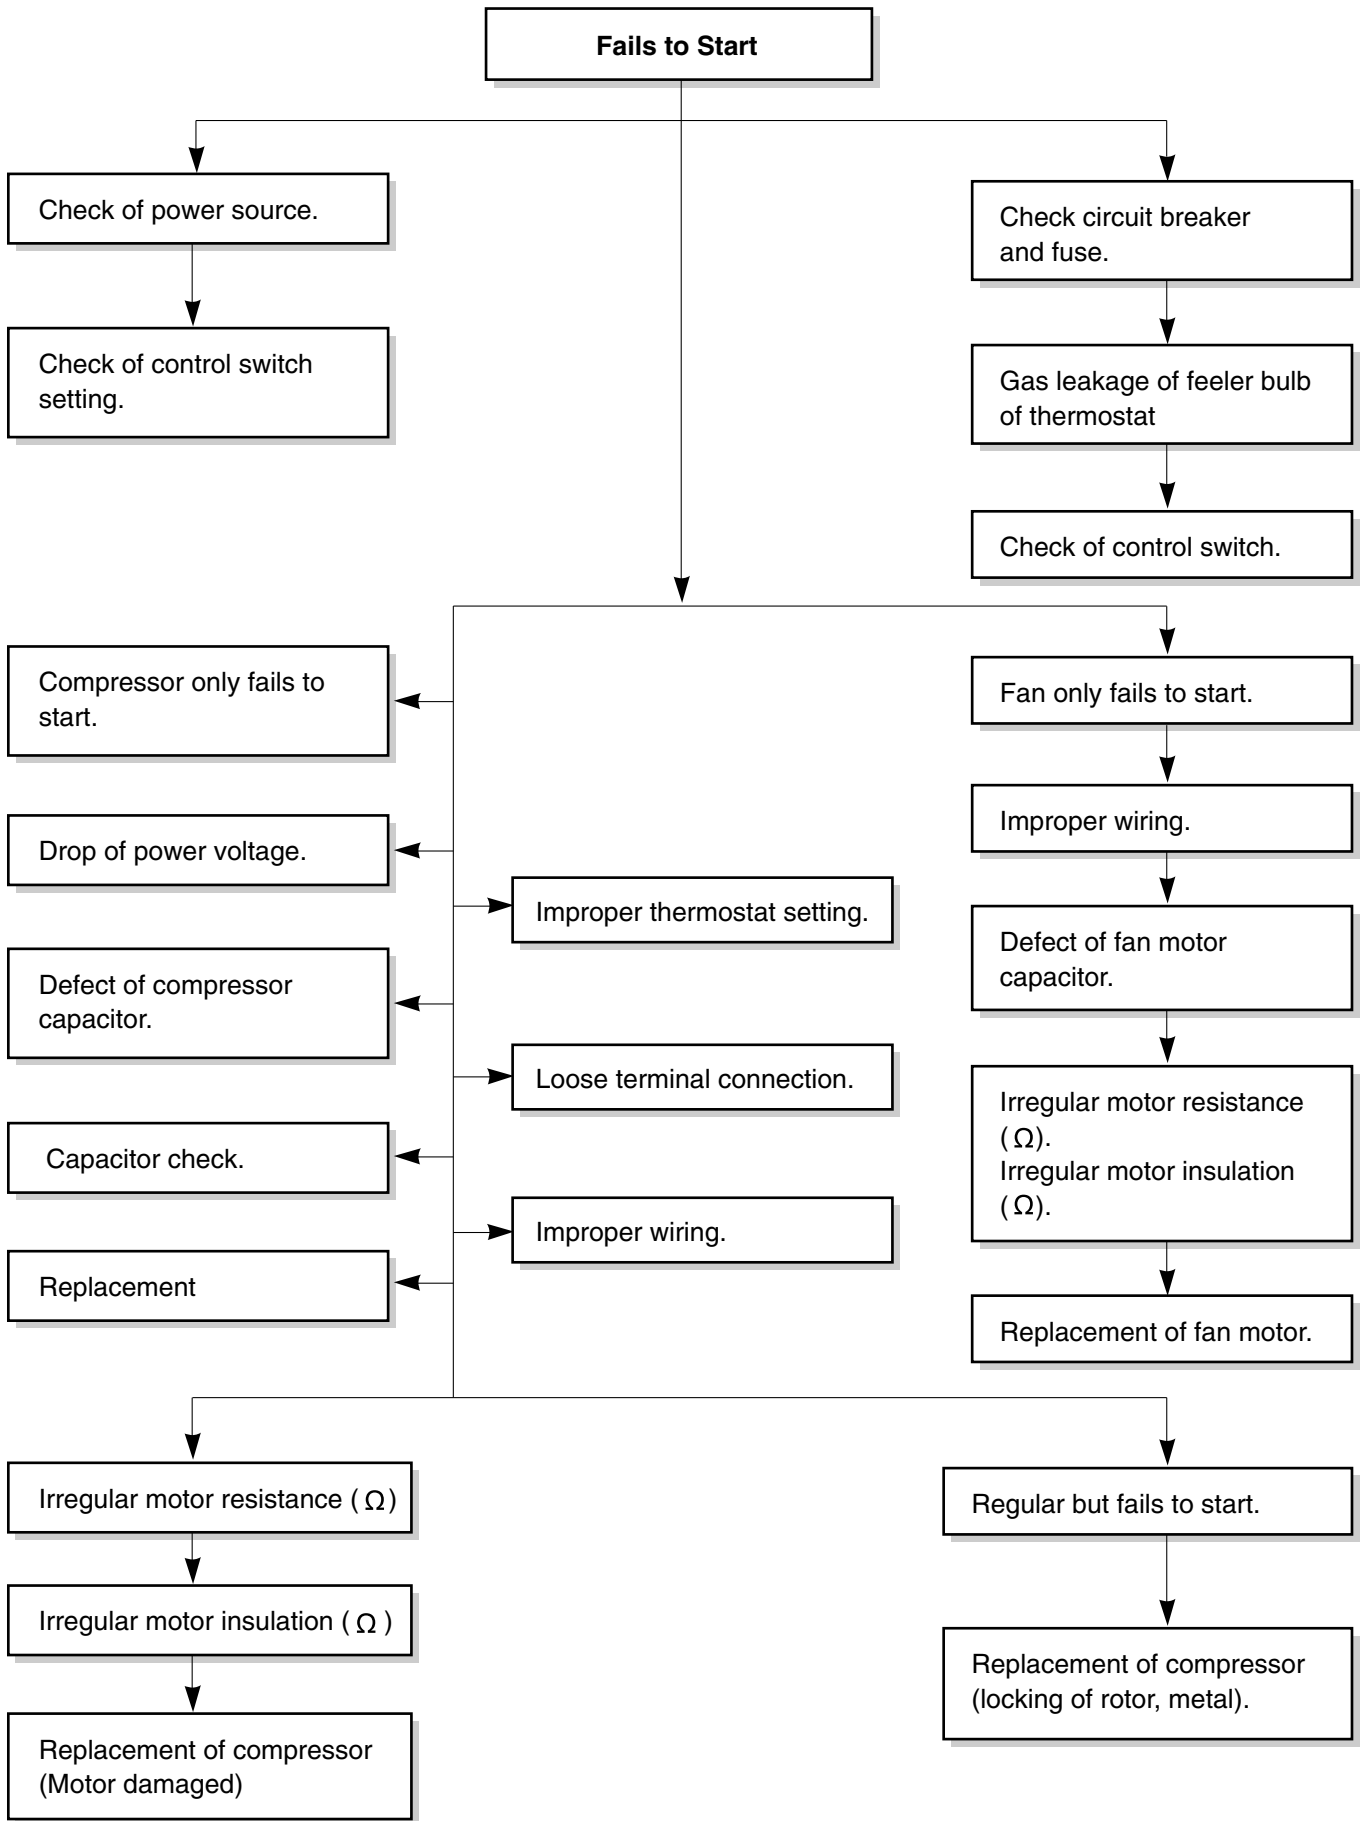 Fails to Start
Check of power source.
Check circuit breaker
and fuse.
Check of control switch
setting.
Gas leakage of feeler bulb
of thermostat
Check of control switch.
Compressor only fails to
start.
Fan only fails to start.
Drop of power voltage.
Improper wiring.
Improper thermostat setting.
Defect of fan motor
capacitor.
Defect of compressor
capacitor.
Loose terminal connection.
Irregular motor resistance
(Ω).
Irregular motor insulation
(Ω).
Capacitor check.
Improper wiring.
Replacement
Replacement of fan motor.
Irregular motor resistance (Ω)
Regular but fails to start.
Irregular motor insulation (Ω)
Replacement of compressor
(locking of rotor, metal).
Replacement of compressor
(Motor damaged)